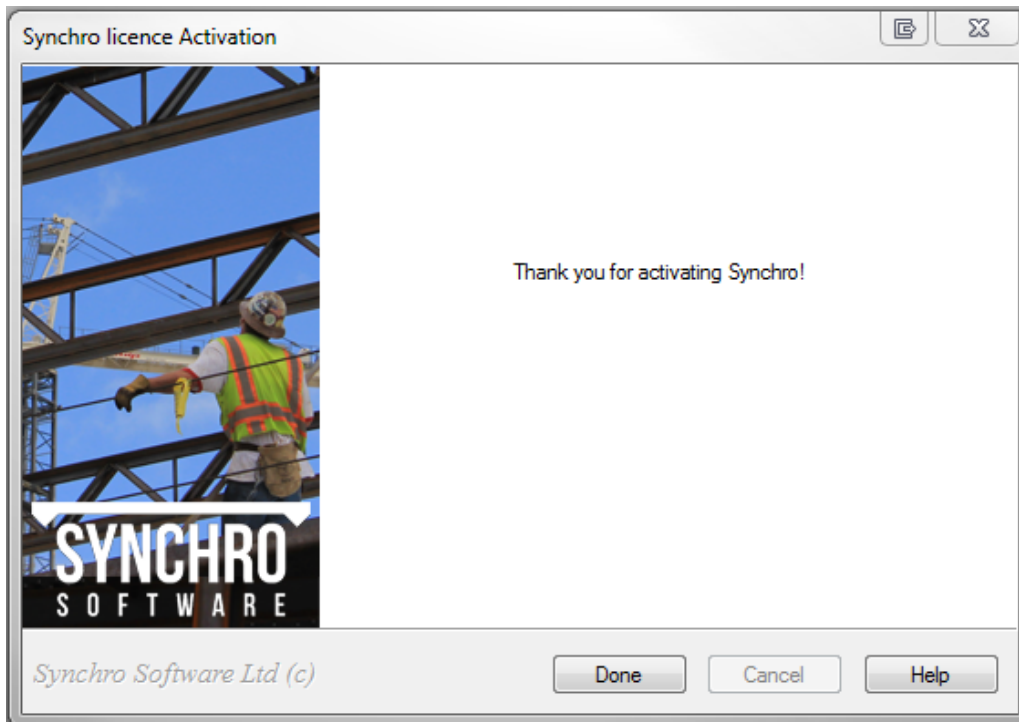 Synchro licence Activation
Thank you for activating Synchro!
SYNCHRO
SOFTWARE
Synchro Software Ltd (c)
Done
Cancel
Help